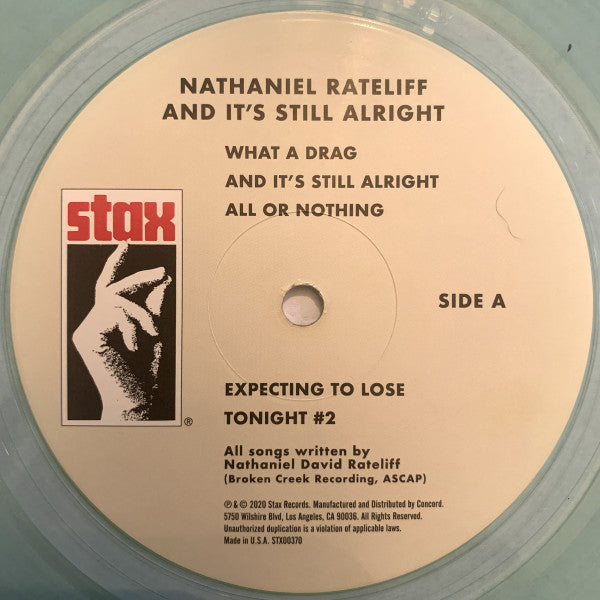 NATHANIEL RATELIFF
AND IT'S STILL ALRIGHT
WHAT A DRAG
AND IT'S STILL ALRIGHT
ALL OR NOTHING
stax
®
SIDE A
EXPECTING TO LOSE
TONIGHT #2
All songs written by
Nathaniel David Rateliff
(Broken Creek Recording, ASCAP)
℗ & © 2020 Stax Records. Manufactured and Distributed by Concord.
5750 Wilshire Blvd, Los Angeles, CA 90036. All Rights Reserved.
Unauthorized duplication is a violation of applicable laws.
Made in U.S.A. STX00370